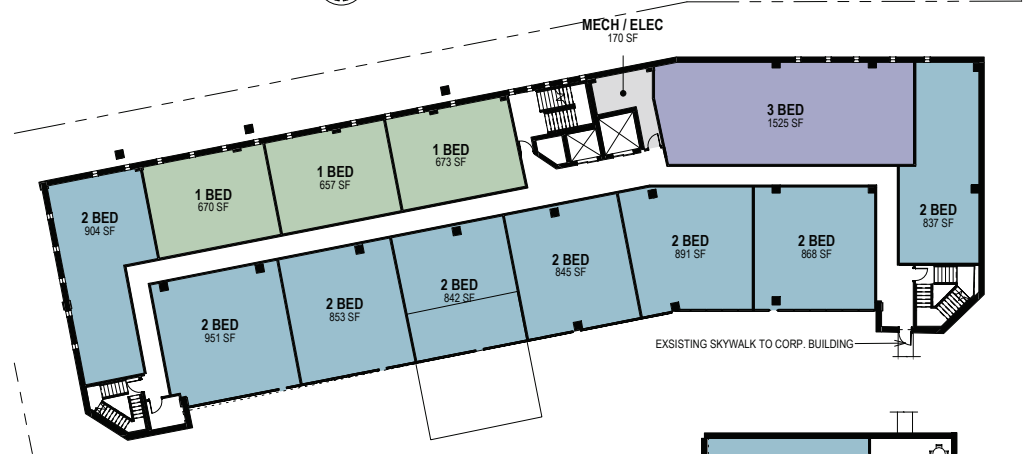 MECH / ELEC
170 SF
3 BED
1525 SF
1 BED
673 SF
1 BED
657 SF
1 BED
670 SF
2 BED
904 SF
2 BED
837 SF
2 BED
868 SF
2 BED
891 SF
2 BED
845 SF
2 BED
842 SF
2 BED
853 SF
2 BED
951 SF
EXSISTING SKYWALK TO CORP. BUILDING